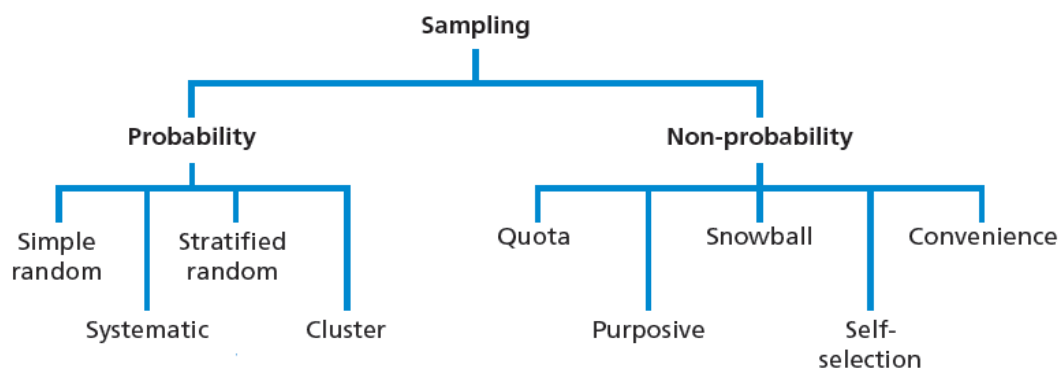 Sampling
Probability
Non-probability
Simple
random
Stratified
random
Systematic
Cluster
Quota
Snowball
Convenience
Purposive
Self-
selection